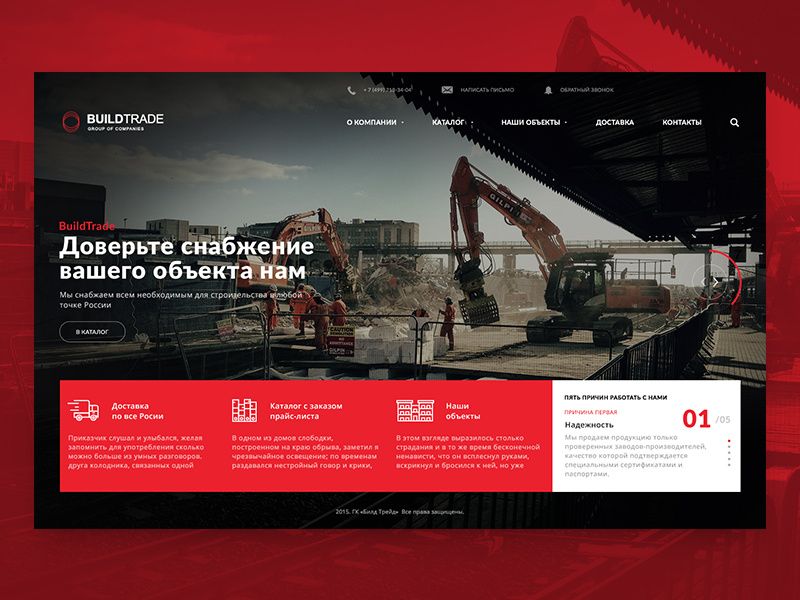 + 7 (499) 213-34-04
НАПИСАТЬ ПИСЬМО
ОБРАТНЫЙ ЗВОНОК
BUILDTRADE
GROUP OF COMPANIES
О КОМПАНИИ
КАТАЛОГ
НАШИ ОБЪЕКТЫ
ДОСТАВКА
КОНТАКТЫ
BuildTrade
Доверьте снабжение
вашего объекта нам
Мы снабжаем всем необходимым для строительства в любой
точке России
В КАТАЛОГ
GILPIN
CAUTION
Доставка
по все Росии
Приказчик слушал и улыбался, желая
запомнить для употребления сколько
можно больше из умных разговоров.
друга колодника, связанных одной
Каталог с заказом
прайс-листа
В одном из домов слободки,
построенном на краю обрыва, заметил я
чрезвычайное освещение; по временам
раздавался нестройный говор и крики,
Наши
объекты
В этом взгляде выразилось столько
страдания и в то же время бесконечной
ненависти, что он всплеснул руками,
вскрикнул и бросился к ней, но уже
ПЯТЬ ПРИЧИН РАБОТАТЬ С НАМИ
ПРИЧИНА ПЕРВАЯ
Надежность
01 /05
Мы продаем продукцию только
проверенных заводов-производителей,
качество которой подтверждается
специальными сертификатами и
паспортами.
2015. ГК «Билд Трейд» Все права защищены.